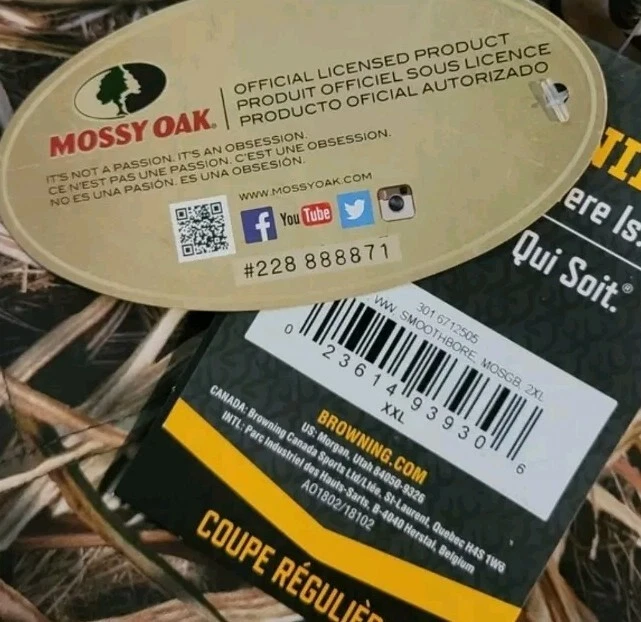 MOSSY OAK®
OFFICIAL LICENSED PRODUCT
PRODUIT OFFICIEL SOUS LICENCE
PRODUCTO OFICIAL AUTORIZADO
IT'S NOT A PASSION. IT'S AN OBSESSION.
CE N'EST PAS UNE PASSION. C'EST UNE OBSESSION.
NO ES UNA PASIÓN. ES UNA OBSESIÓN.
WWW.MOSSYOAK.COM
f You Tube
#228 888871
ere Is
Qui Soit.®
301 6712505
WW SMOOTHBORE, MOSGB, 2XL
0 23614 93930 6
XXL
BROWNING.COM
US: Morgan, Utah 84050-9326
CANADA: Browning Canada Sports Ltd/Ltée, St-Laurent, Quebec H4S 1W8
INTL: Parc Industriel des Hauts-Sarts, B-4040 Herstal, Belgium
A01802/18102
COUPE RÉGULIÈR